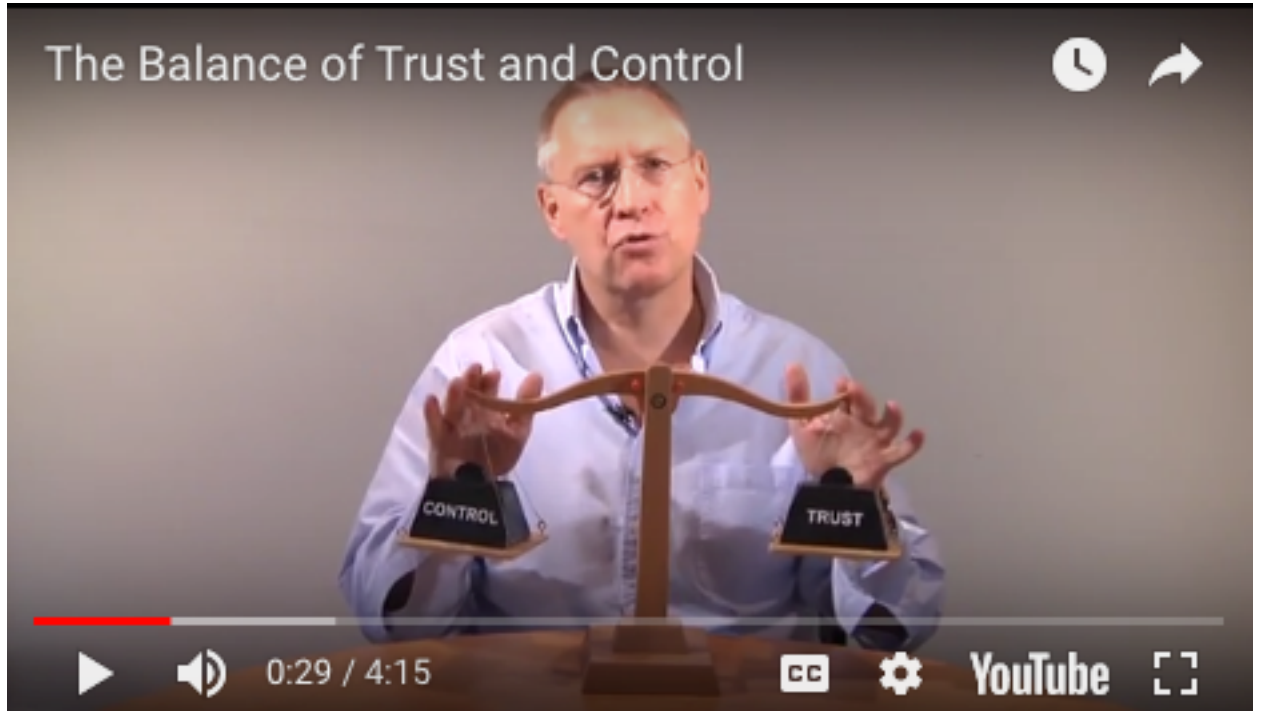 The Balance of Trust and Control
CONTROL
TRUST
0:29 / 4:15
CC
YouTube